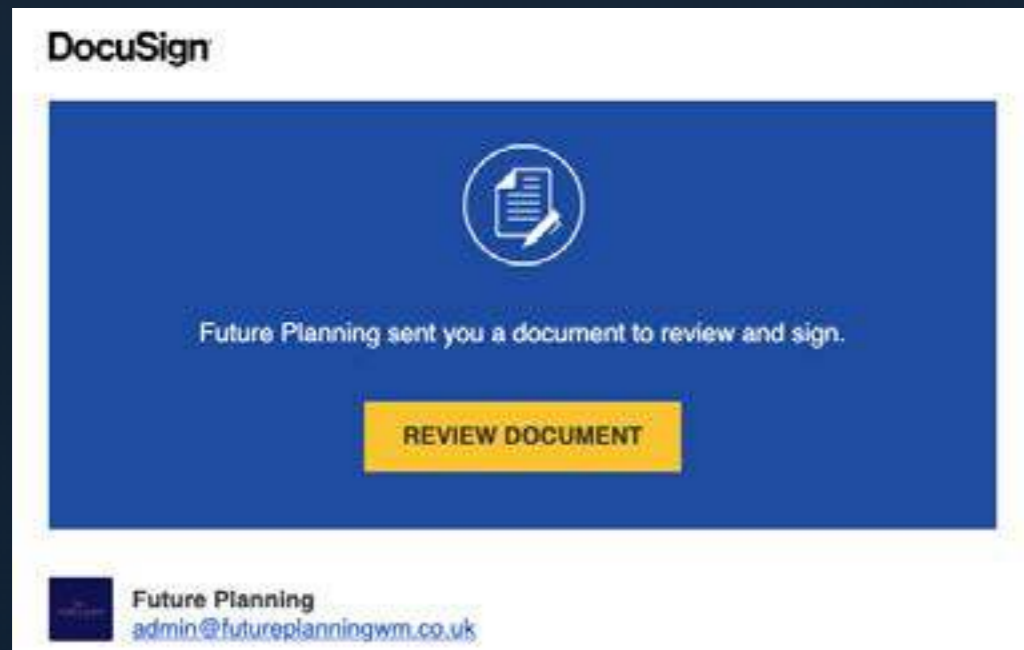 DocuSign
Future Planning sent you a document to review and sign.
REVIEW DOCUMENT
Future Planning
admin@futureplanningwm.co.uk